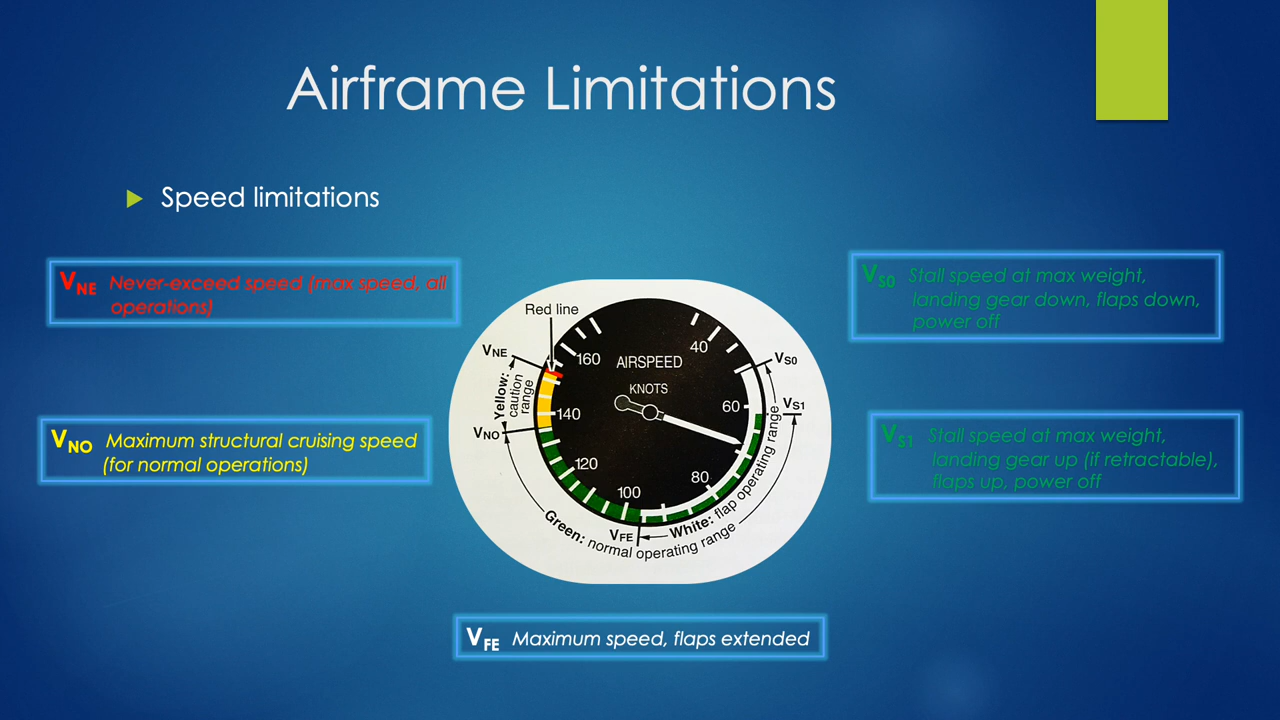 Airframe Limitations
Speed limitations
VNE Never-exceed speed (max speed, all
operations)
VS0 Stall speed at max weight,
landing gear down, flaps down,
power off
VNO Maximum structural cruising speed
(for normal operations)
VS1 Stall speed at max weight,
landing gear up (if retractable),
flaps up, power off
Red line
VNE
Yellow:
caution
range
VNO
160
140
120
100
80
60
40
AIRSPEED
KNOTS
VS0
VS1
VFE
White: flap operating range
Green: normal operating range
VFE Maximum speed, flaps extended